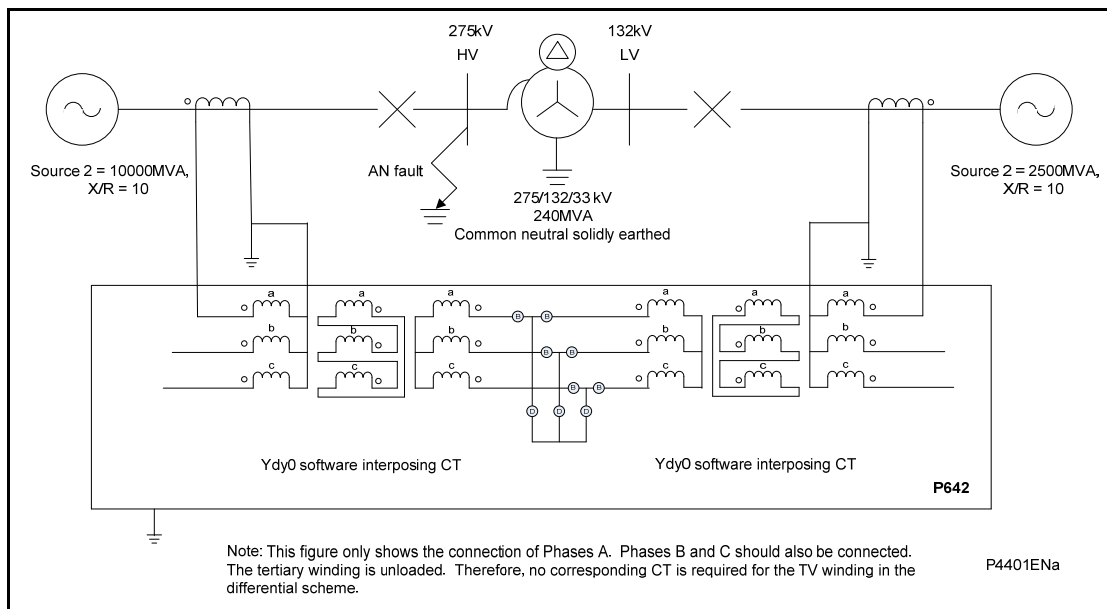 275kV
HV
132kV
LV
Source 2 = 10000MVA,
X/R = 10
AN fault
275/132/33 kV
240MVA
Common neutral solidly earthed
Source 2 = 2500MVA,
X/R = 10
a
a
a
a
a
a
b
b
b
b
b
b
c
c
c
c
c
c
B
B
B
B
B
B
D
D
D
Ydy0 software interposing CT
Ydy0 software interposing CT
P642
Note: This figure only shows the connection of Phases A. Phases B and C should also be connected.
The tertiary winding is unloaded. Therefore, no corresponding CT is required for the TV winding in the
differential scheme.
P4401ENa